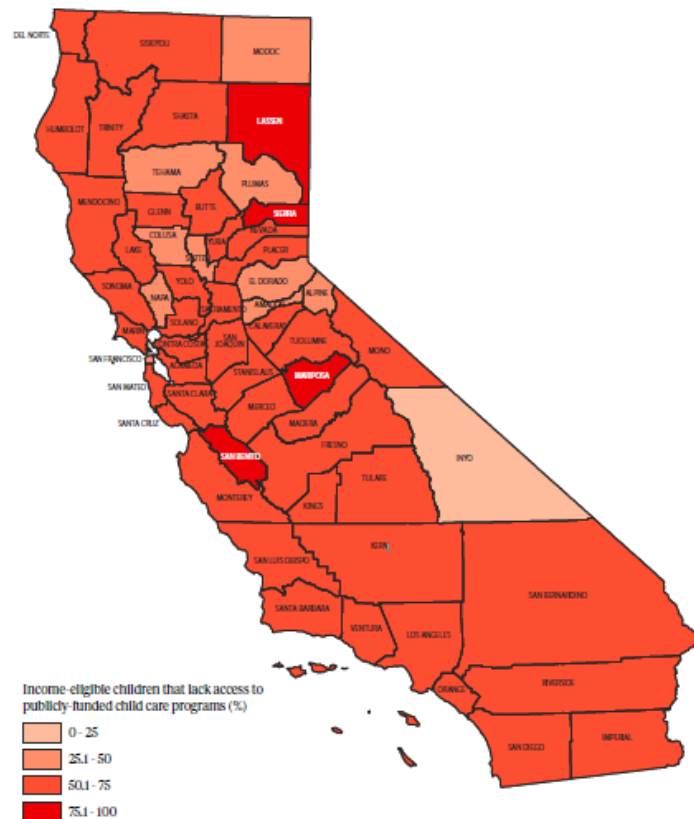 DEL NORTE
SISKIYOU
MODOC
HUMBOLDT
TRINITY
SHASTA
LASSEN
TEHAMA
PLUMAS
MENDOCINO
GLENN
BUTTE
SIERRA
NEVADA
COLUSA
YUBA
PLACER
LAKE
SUTTER
EL DORADO
SONOMA
NAPA
YOLO
ALPINE
SACRAMENTO
AMADOR
SOLANO
CALAVERAS
MARIN
CONTRA COSTA
SAN
JOAQUIN
TUOLUMNE
MONO
SAN FRANCISCO
ALAMEDA
STANISLAUS
MARIPOSA
SAN MATEO
SANTA CLARA
MERCED
SANTA CRUZ
MADERA
FRESNO
SAN BENITO
INYO
MONTEREY
KINGS
TULARE
SAN LUIS OBISPO
KERN
SAN BERNARDINO
SANTA BARBARA
VENTURA
LOS ANGELES
ORANGE
RIVERSIDE
SAN DIEGO
IMPERIAL
Income-eligible children that lack access to
publicly-funded child care programs (%)
0 - 25
25.1 - 50
50.1 - 75
75.1 - 100